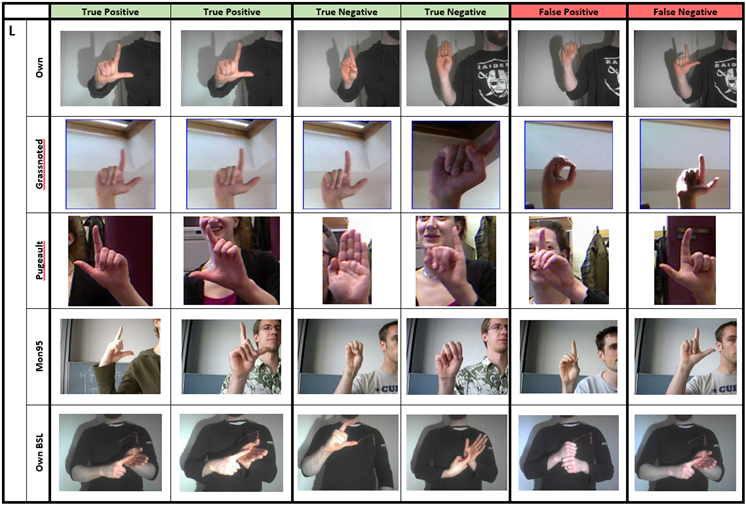 True Positive True Positive True Negative True Negative False Positive False Negative
L
Own
RAIDERS
Grassnoted
Pugeault
Mon95
Own BSL